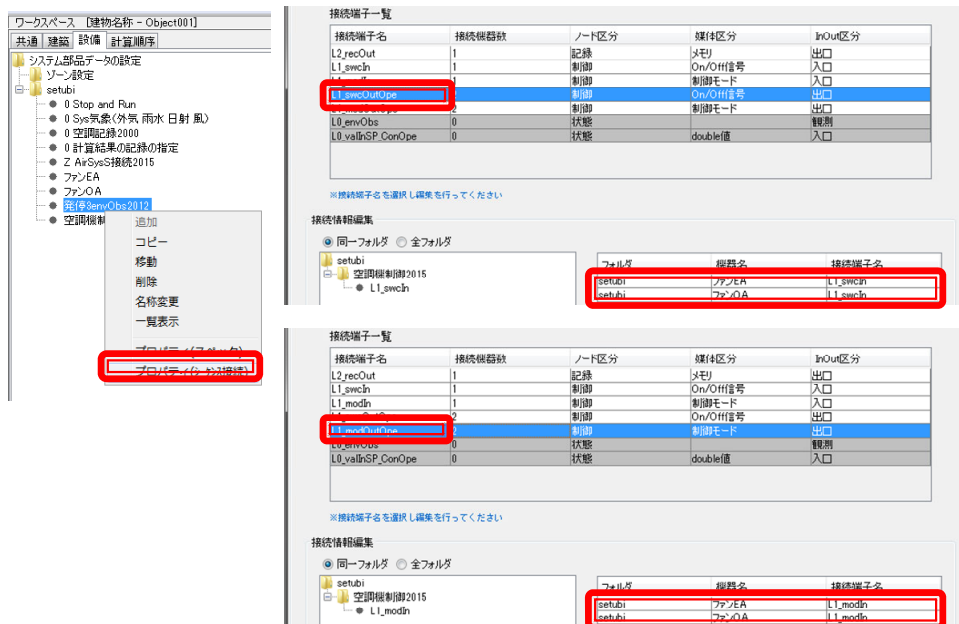 ワークスペース [建物名称 - Object001]
共通 建築 設備 計算順序
システム部品データの設定
ゾーン設定
setubi
0 Stop and Run
0 Sys気象(外気 雨水 日射 風)
0 空調記録2000
0 計算結果の記録の指定
Z AirSysS接続2015
ファンEA
ファンOA
発停3envObs2012
空調機制
追加
コピー
移動
削除
名称変更
一覧表示
プロパティ(スペック)
プロパティ(シーケンス接続)
接続端子一覧
接続端子名 接続機器数 ノード区分 媒体区分 InOut区分
L2_recOut 1 記録 メモリ 出口
L1_swcIn 1 制御 On/Off信号 入口
L1_modIn 1 制御 制御モード 入口
L1_swcOutOpe 2 制御 On/Off信号 出口
2 制御 制御モード 出口
L0_envObs 0 状態 観測
L0_valInSP_ConOpe 0 状態 double値 入口
※接続端子名を選択し編集を行ってください
接続情報編集
同一フォルダ 全フォルダ
setubi
空調機制御2015
L1_swcIn
フォルダ 機器名 接続端子名
setubi ファンEA L1_swcIn
setubi ファンOA L1_swcIn
接続端子一覧
接続端子名 接続機器数 ノード区分 媒体区分 InOut区分
L2_recOut 1 記録 メモリ 出口
L1_swcIn 1 制御 On/Off信号 入口
L1_modIn 1 制御 制御モード 入口
2 制御 On/Off信号 出口
L1_modOutOpe 2 制御 制御モード 出口
L0_envObs 0 状態 観測
L0_valInSP_ConOpe 0 状態 double値 入口
※接続端子名を選択し編集を行ってください
接続情報編集
同一フォルダ 全フォルダ
setubi
空調機制御2015
L1_modIn
フォルダ 機器名 接続端子名
setubi ファンEA L1_modIn
setubi ファンOA L1_modIn